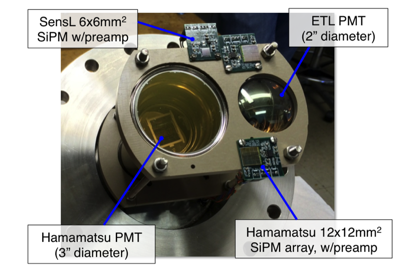 SensL 6x6mm²
SiPM w/preamp
ETL PMT
(2" diameter)
Hamamatsu PMT
(3" diameter)
Hamamatsu 12x12mm²
SiPM array, w/preamp